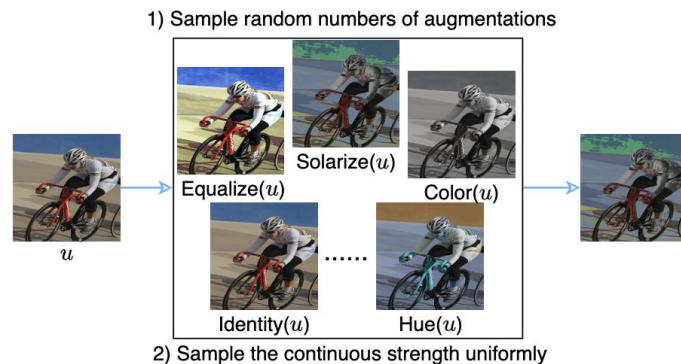 1) Sample random numbers of augmentations
Solarize(u)
Equalize(u)
Color(u)
u
......
Identity(u)
Hue(u)
2) Sample the continuous strength uniformly